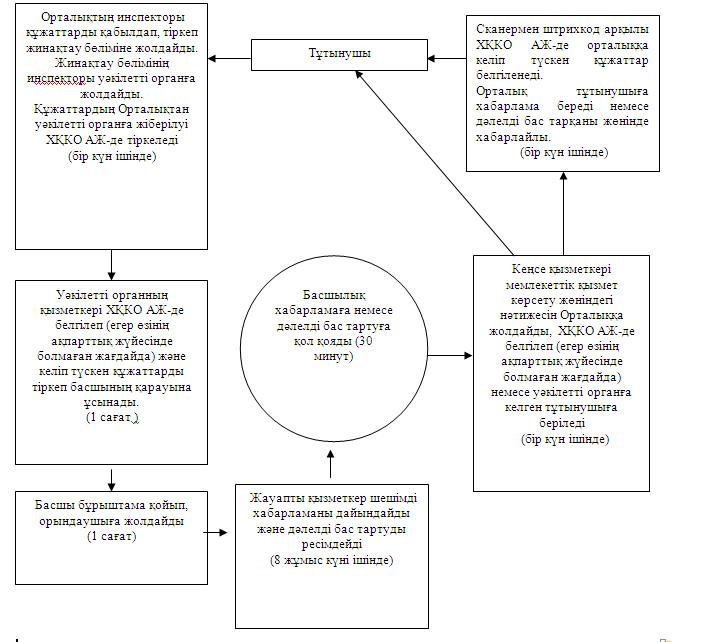 Орталықтың инспекторы
құжаттарды қабылдап, тіркеп
жинақтау бөліміне жолдайды.
Жинақтау бөлімінің
инспекторы уәкілетті органға
жолдайды.
Құжаттардың Орталықтан
уәкілетті органға жіберілуі
ХҚКО АЖ-де тіркеледі
(бір күн ішінде)
Тұтынушы
Сканермен штрихкод арқылы
ХҚКО АЖ-де орталыққа
келіп түскен құжаттар
белгіленеді.
Орталық тұтынушыға
хабарлама береді немесе
дәлелді бас тарқаны жөнінде
хабарлайлы.
(бір күн ішінде)
Уәкілетті органның
қызметкері ХҚКО АЖ-де
белгілеп (егер өзінің
ақпарттық жүйесінде
болмаған жағдайда) және
келіп түскен құжаттарды
тіркеп басшының қарауына
ұсынады.
(1 сағат.)
Басшылық
хабарламаға немесе
дәлелді бас тартуға
қол қояды (30
минут)
Кеңсе қызметкері
мемлекеттік қызмет
көрсету жөніндегі
нәтижесін Орталыққа
жолдайды, ХҚКО АЖ-де
белгілеп (егер өзінің
ақпарттық жүйесінде
болмаған жағдайда)
немесе уәкілетті органға
келген тұтынушыға
беріледі
(бір күн ішінде)
Басшы бұрыштама қойып,
орындаушыға жолдайды
(1 сағат)
Жауапты қызметкер шешімді
хабарламаны дайындайды
және дәлелді бас тартуды
ресімдейді
(8 жұмыс күні ішінде)